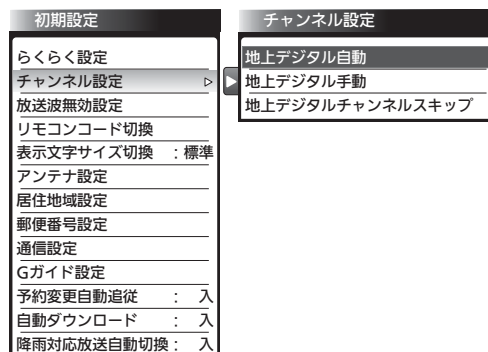 初期設定
らくらく設定
チャンネル設定
放送波無効設定
リモコンコード切換
表示文字サイズ切換 ：標準
アンテナ設定
居住地域設定
郵便番号設定
通信設定
Gガイド設定
予約変更自動追従 ： 入
自動ダウンロード ： 入
降雨対応放送自動切換： 入
チャンネル設定
地上デジタル自動
地上デジタル手動
地上デジタルチャンネルスキップ